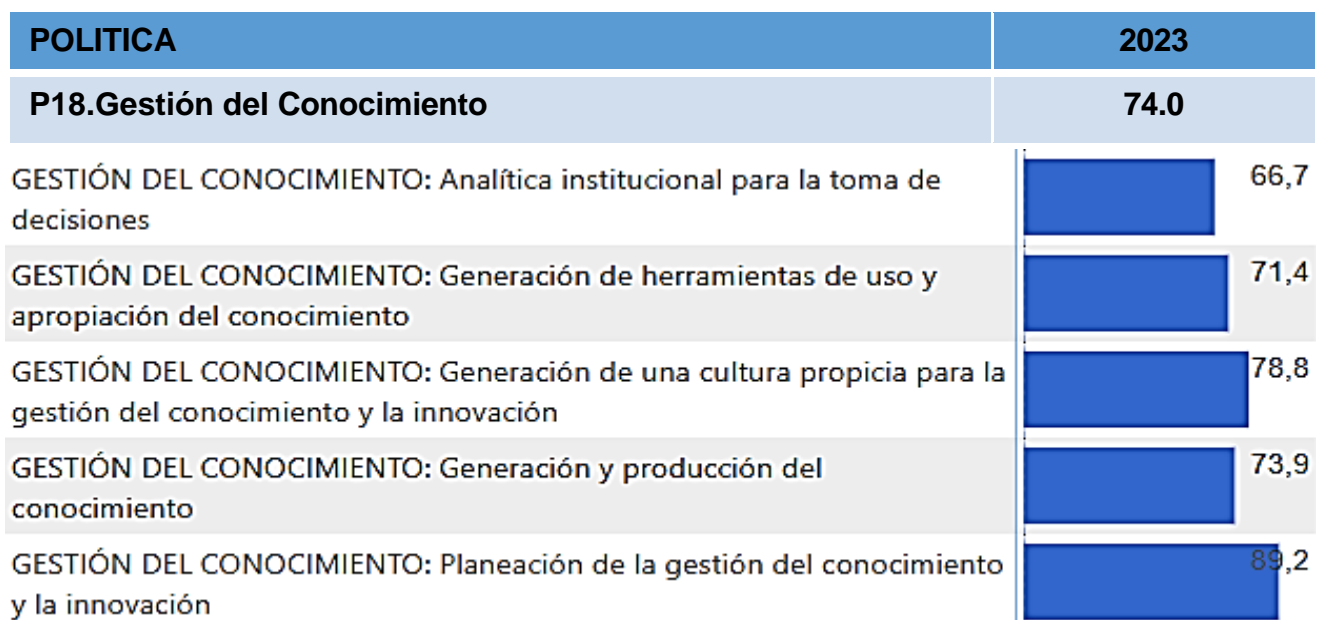 POLITICA 2023
P18.Gestión del Conocimiento 74.0
GESTIÓN DEL CONOCIMIENTO: Analítica institucional para la toma de 66,7
decisiones
GESTIÓN DEL CONOCIMIENTO: Generación de herramientas de uso y 71,4
apropiación del conocimiento
GESTIÓN DEL CONOCIMIENTO: Generación de una cultura propicia para la 78,8
gestión del conocimiento y la innovación
GESTIÓN DEL CONOCIMIENTO: Generación y producción del 73,9
conocimiento
GESTIÓN DEL CONOCIMIENTO: Planeación de la gestión del conocimiento 89,2
y la innovación